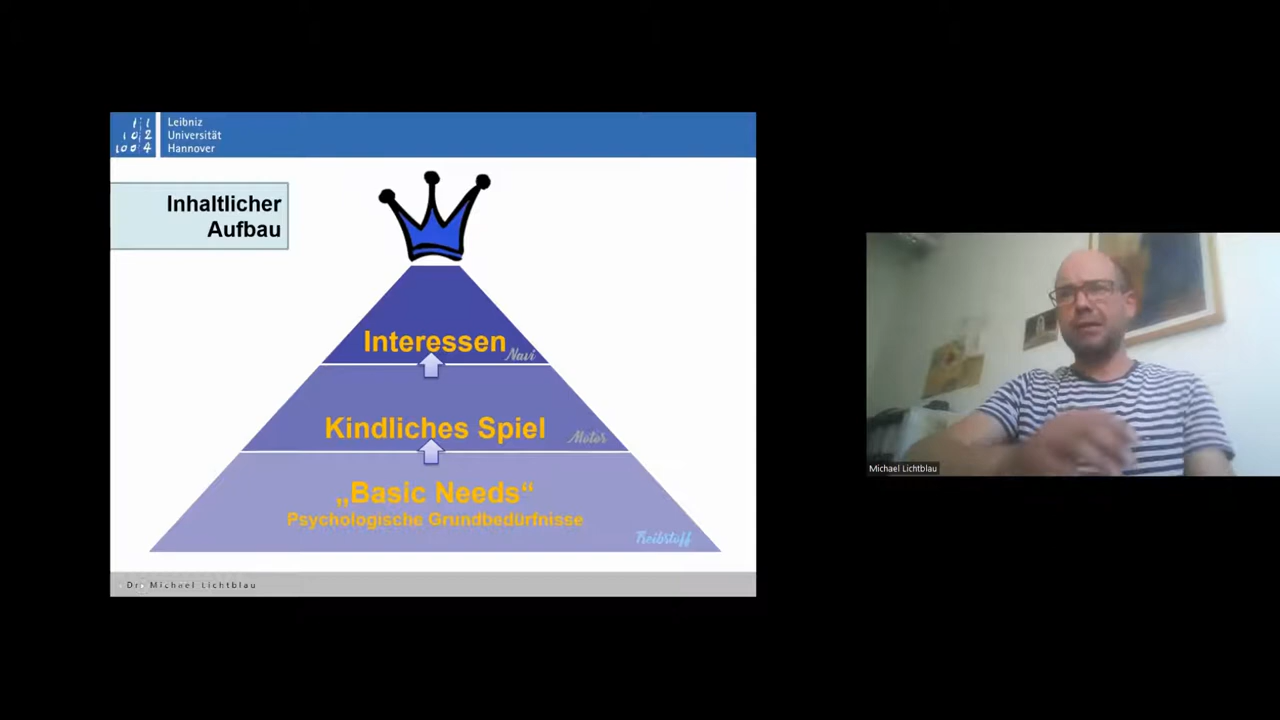 Leibniz
Universität
Hannover
Inhaltlicher
Aufbau
Interessen
Navi
Kindliches Spiel
Motor
„Basic Needs“
Psychologische Grundbedürfnisse
Treibstoff
Dr. Michael Lichtblau
Michael Lichtblau